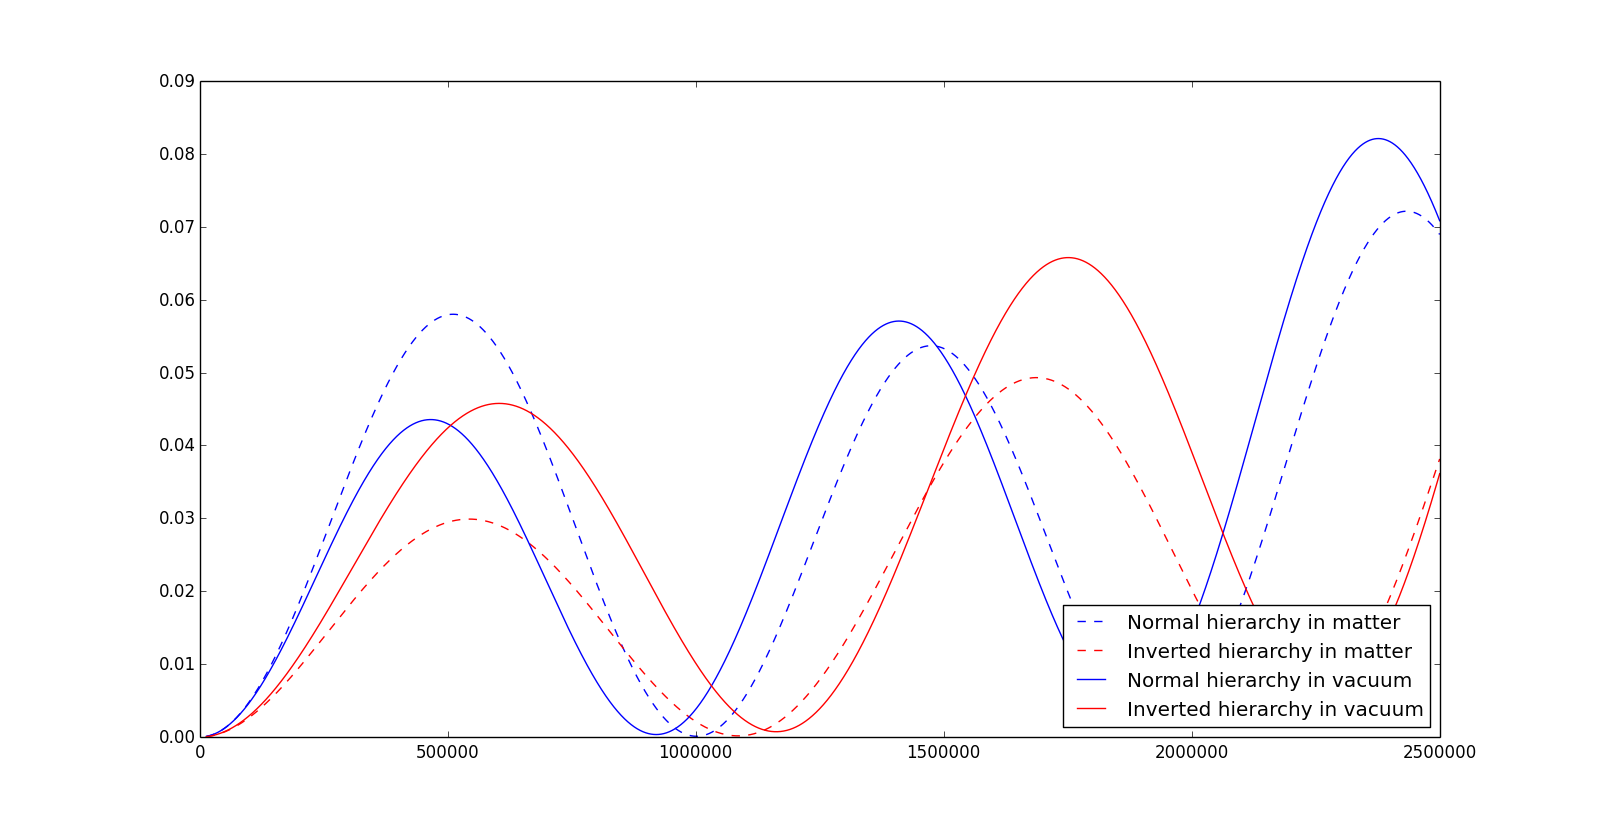 0.09
0.08
0.07
0.06
0.05
0.04
0.03
0.02
0.01
0.00
0 500000 1000000 1500000 2000000 2500000
Normal hierarchy in matter
Inverted hierarchy in matter
Normal hierarchy in vacuum
Inverted hierarchy in vacuum